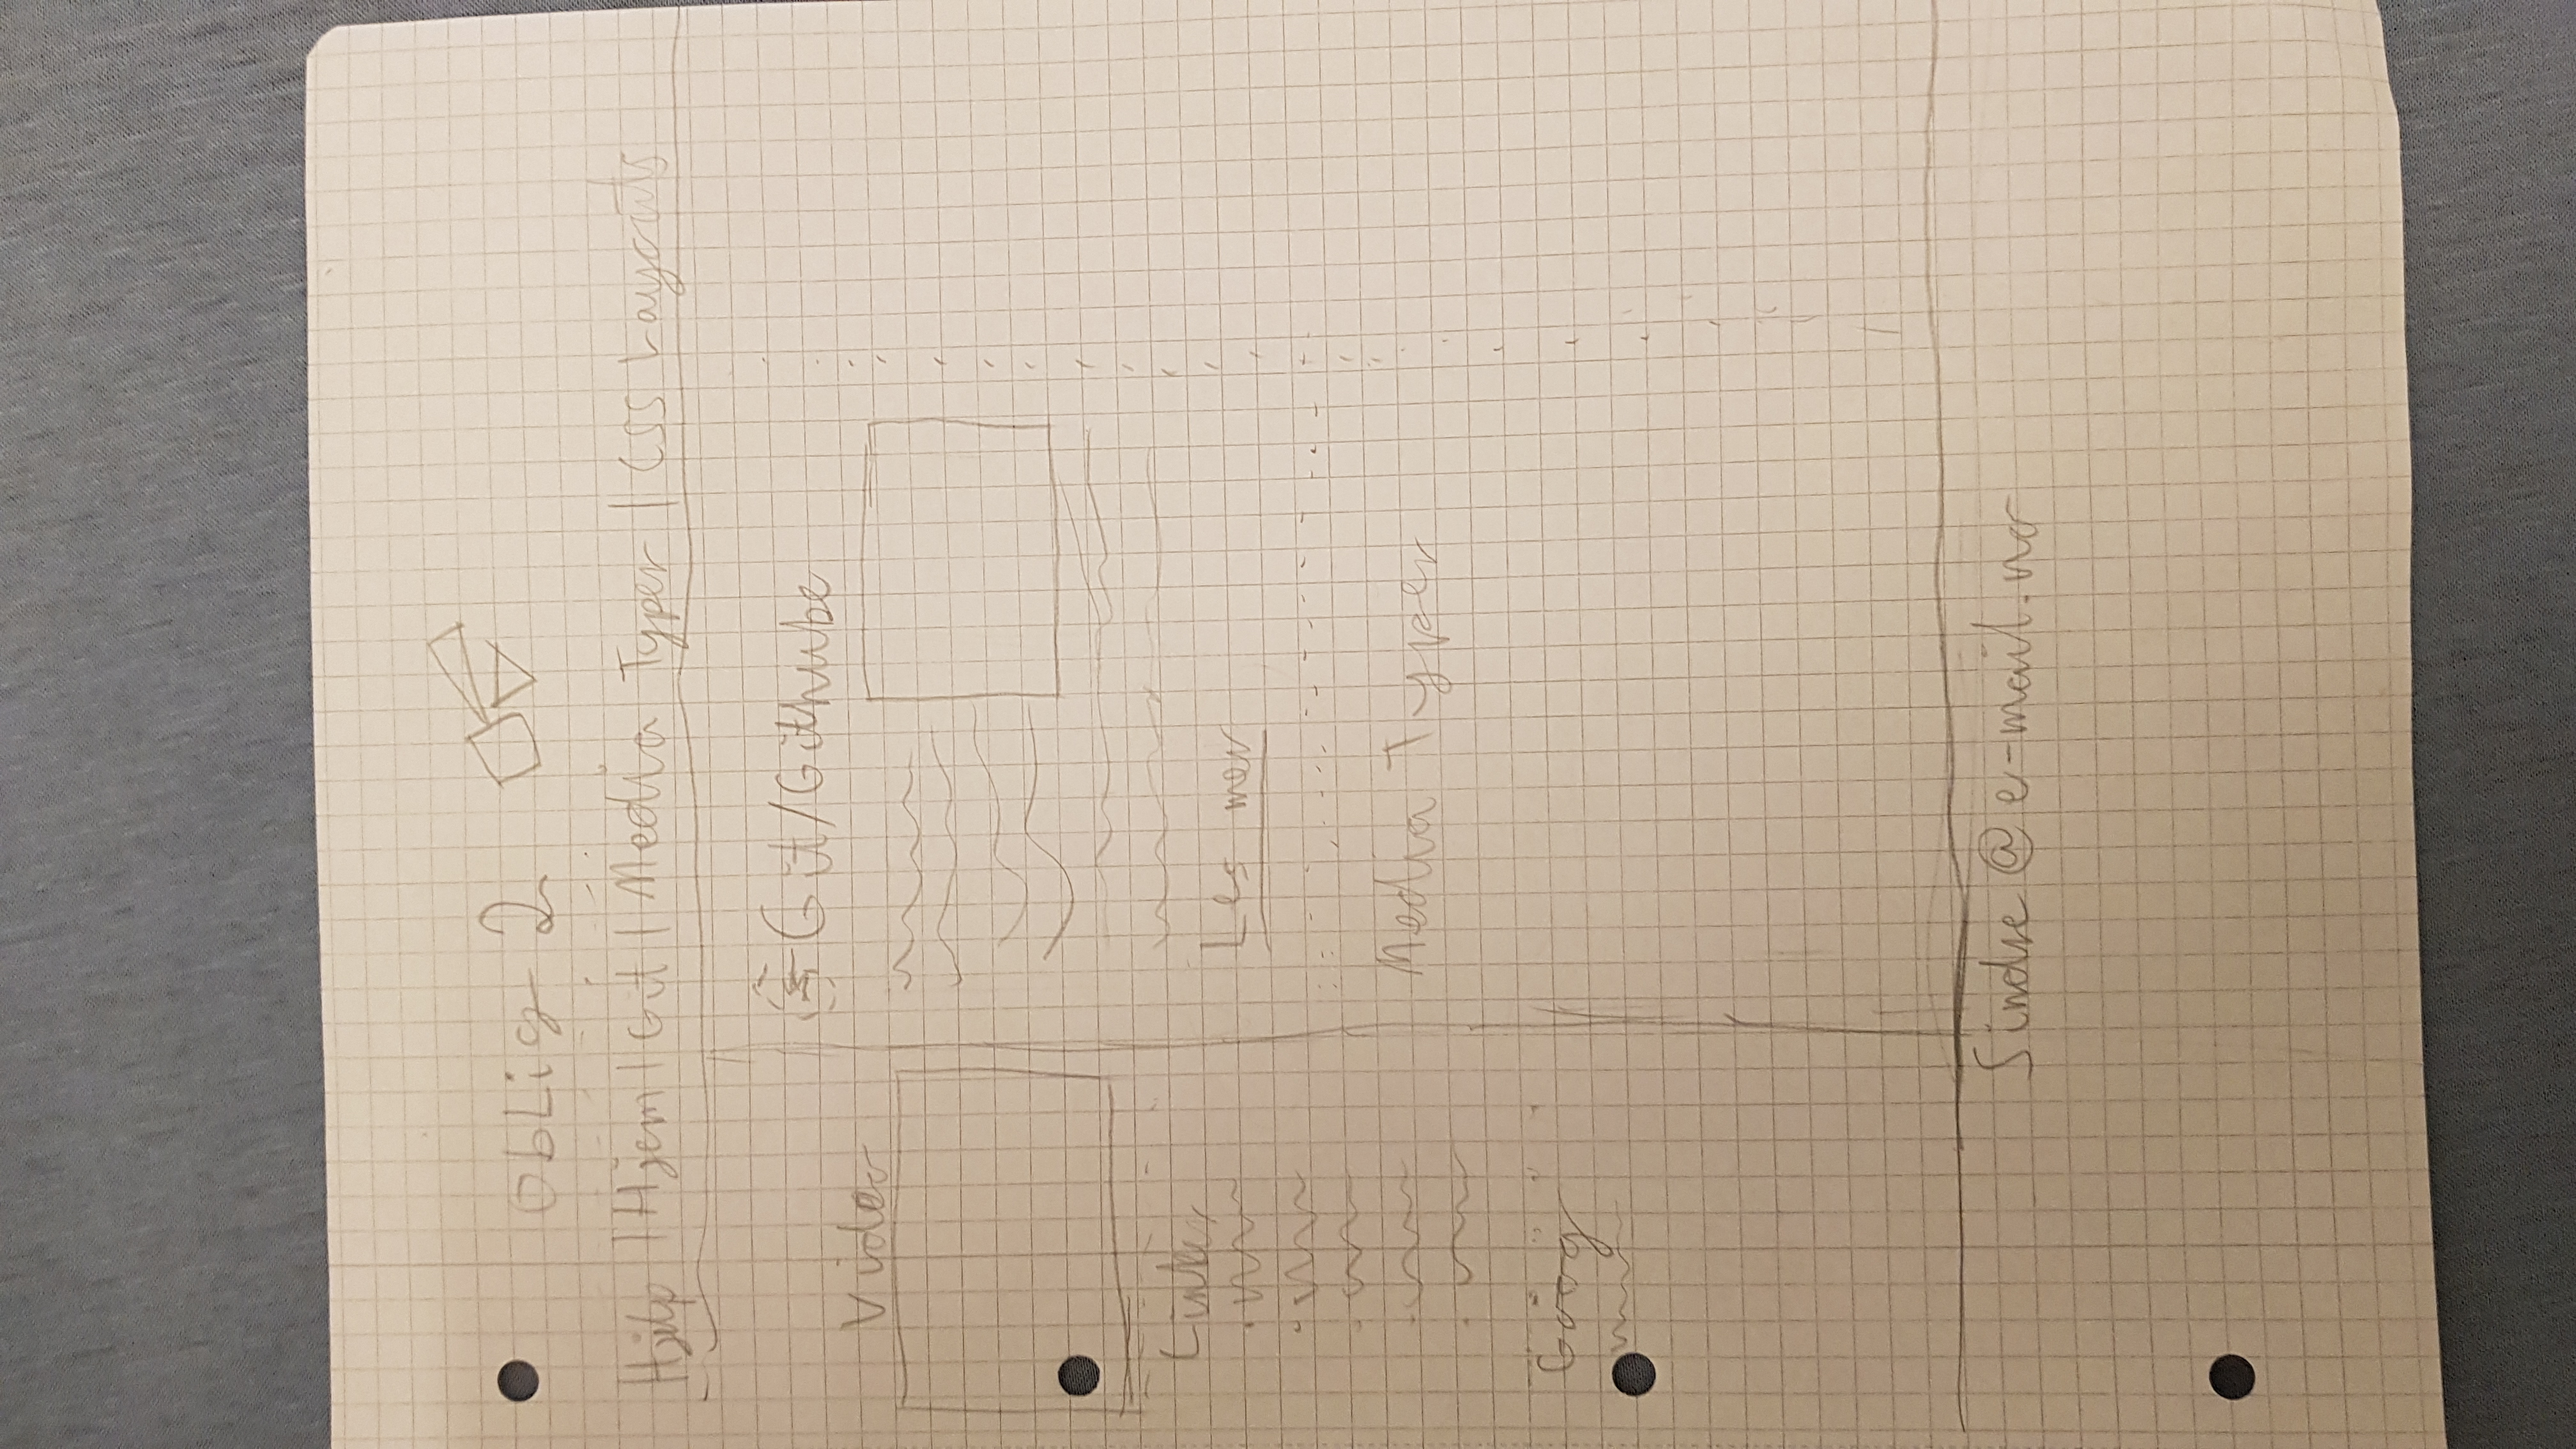 Oblig 2
Hjelp | Hjem | Git | Media Typer | CSS Layouts
Git/Githube
Video
Linker
Les mer
Media Typer
Goog
Sindre@e-mail.no